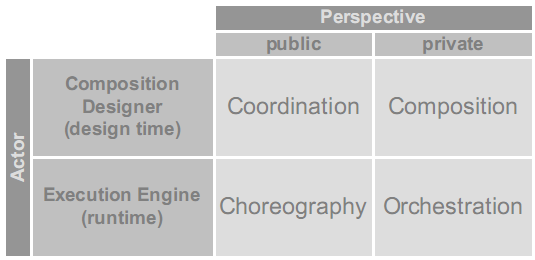 Perspective
public
private
Actor
Composition
Designer
(design time)
Coordination
Composition
Execution Engine
(runtime)
Choreography
Orchestration